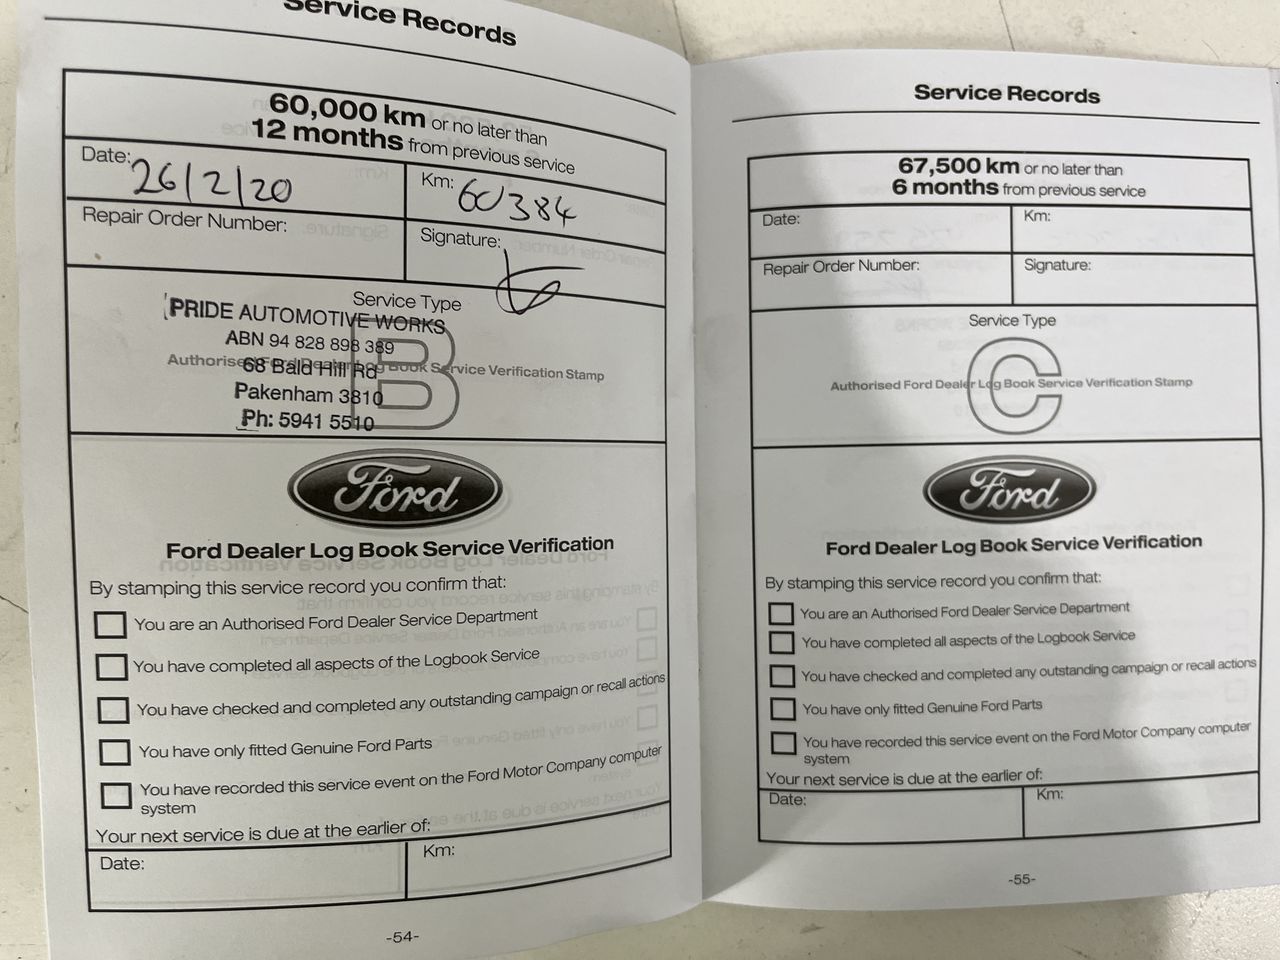 Service Records
60,000 km or no later than
12 months from previous service
Date: 26/2/20
Km: 60384
Repair Order Number:
Signature:
Service Type
B
PRIDE AUTOMOTIVE WORKS
ABN 94 828 898 389
Authorised Ford Dealer Log Book Service Verification Stamp
68 Bald Hill Rd
Pakenham 3810
Ph: 5941 5510
Ford
Ford Dealer Log Book Service Verification
By stamping this service record you confirm that:
You are an Authorised Ford Dealer Service Department
You have completed all aspects of the Logbook Service
You have checked and completed any outstanding campaign or recall actions
You have only fitted Genuine Ford Parts
You have recorded this service event on the Ford Motor Company computer
system
Your next service is due at the earlier of:
Date:
Km:
-54-
Service Records
67,500 km or no later than
6 months from previous service
Date:
Km:
Repair Order Number:
Signature:
Service Type
C
Authorised Ford Dealer Log Book Service Verification Stamp
Ford
Ford Dealer Log Book Service Verification
By stamping this service record you confirm that:
You are an Authorised Ford Dealer Service Department
You have completed all aspects of the Logbook Service
You have checked and completed any outstanding campaign or recall actions
You have only fitted Genuine Ford Parts
You have recorded this service event on the Ford Motor Company computer
system
Your next service is due at the earlier of:
Date:
Km:
-55-